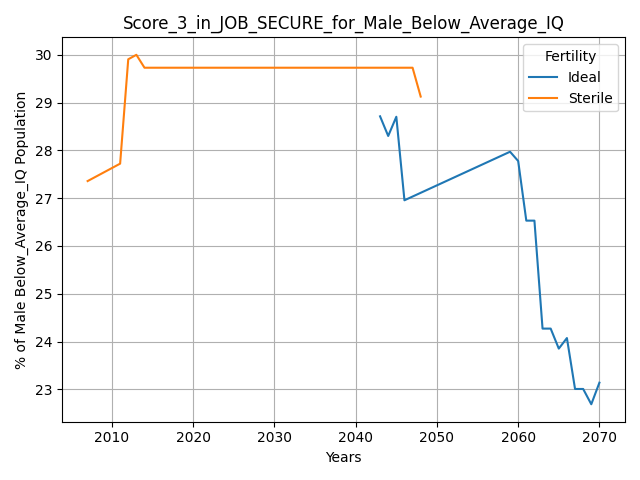 Score_3_in_JOB_SECURE_for_Male_Below_Average_IQ
Fertility
Ideal
Sterile
% of Male Below_Average_IQ Population
30
29
28
27
26
25
24
23
2010
2020
2030
2040
2050
2060
2070
Years